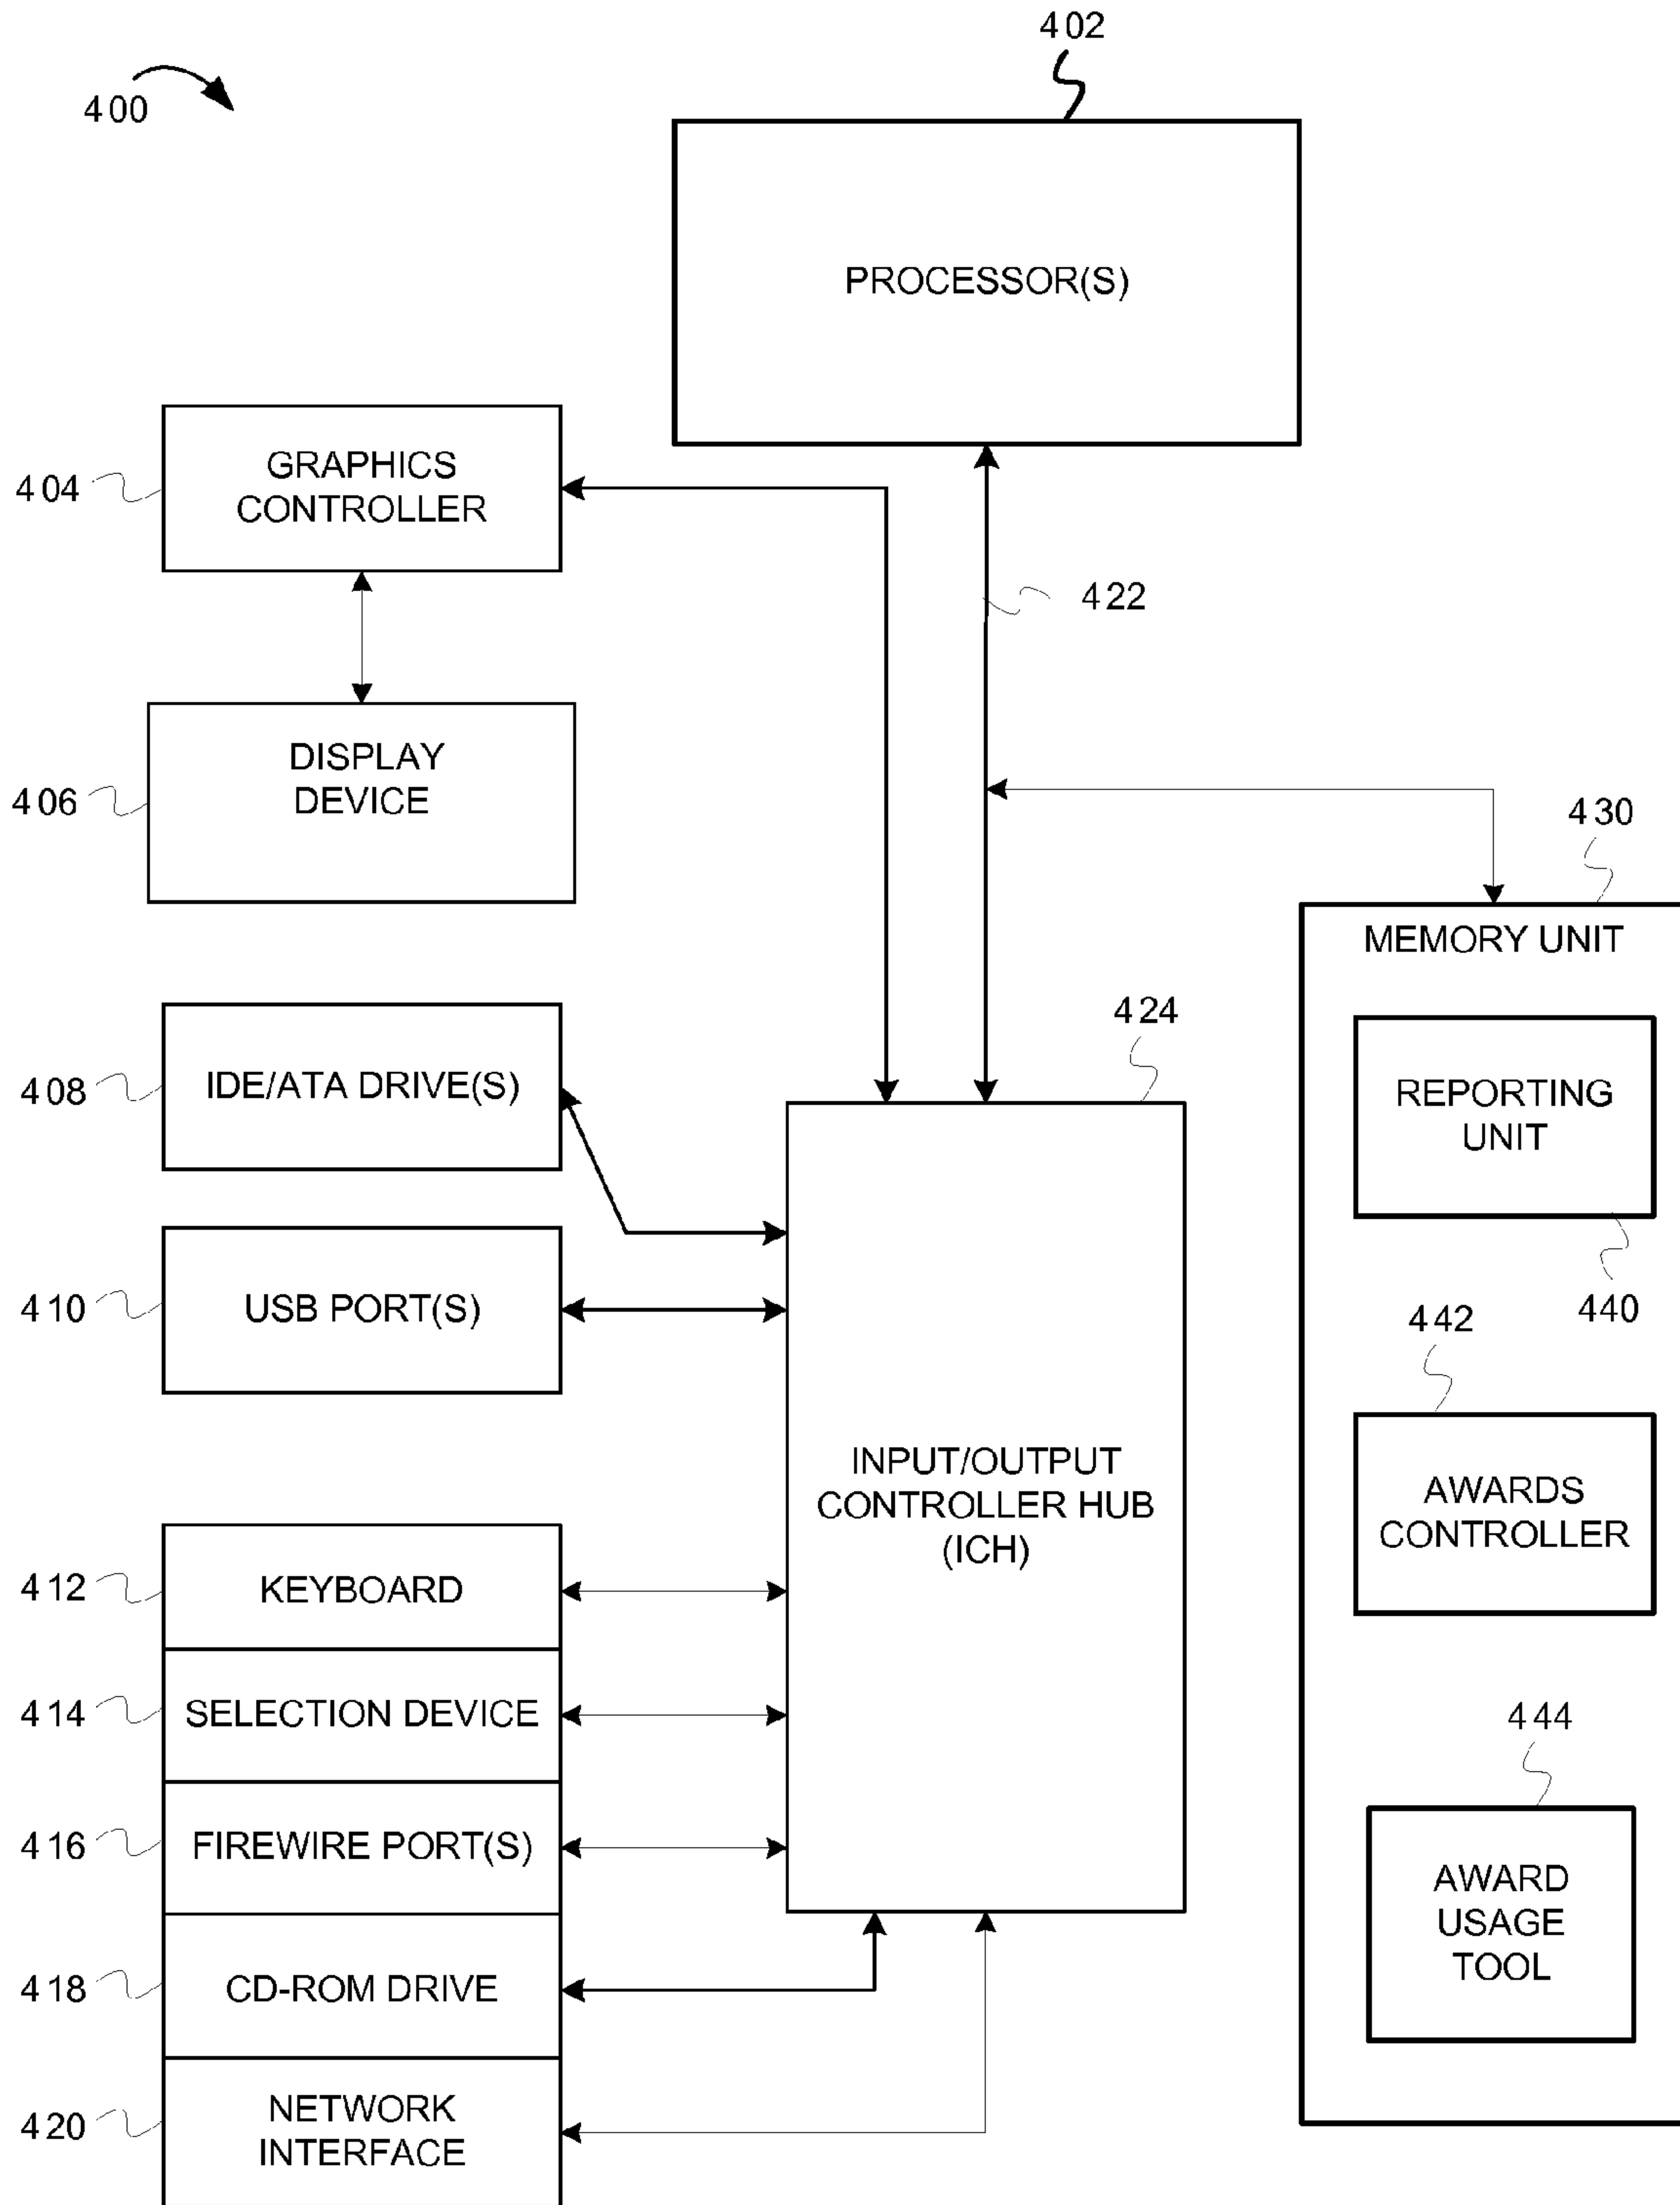 402
400
PROCESSOR(S)
404
GRAPHICS
CONTROLLER
422
406
DISPLAY
DEVICE
430
MEMORY UNIT
424
408
IDE/ATA DRIVE(S)
REPORTING
UNIT
440
410
USB PORT(S)
442
INPUT/OUTPUT
CONTROLLER HUB
(ICH)
AWARDS
CONTROLLER
412
KEYBOARD
414
SELECTION DEVICE
444
416
FIREWIRE PORT(S)
AWARD
USAGE
TOOL
418
CD-ROM DRIVE
420
NETWORK
INTERFACE